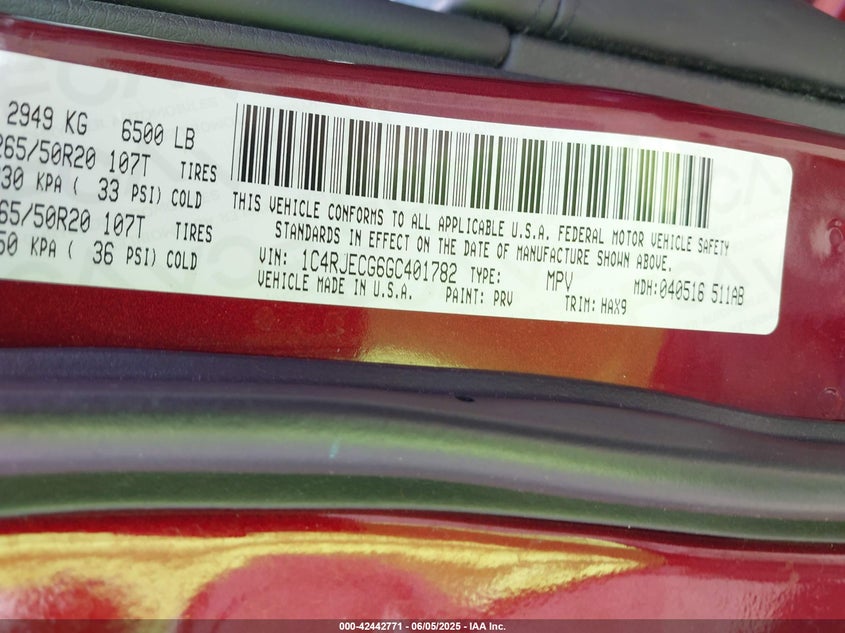 2949 KG 6500 LB
265/50R20 107T TIRES
30 KPA ( 33 PSI) COLD
65/50R20 107T TIRES
50 KPA ( 36 PSI) COLD
THIS VEHICLE CONFORMS TO ALL APPLICABLE U.S.A. FEDERAL MOTOR VEHICLE SAFETY
STANDARDS IN EFFECT ON THE DATE OF MANUFACTURE SHOWN ABOVE.
VIN: 1C4RJECG6GC401782 TYPE: MPV MDH:040516 511AB
VEHICLE MADE IN U.S.A. PAINT: PRV TRIM: HAX9
000-42442771 - 06/05/2025 - IAA Inc.